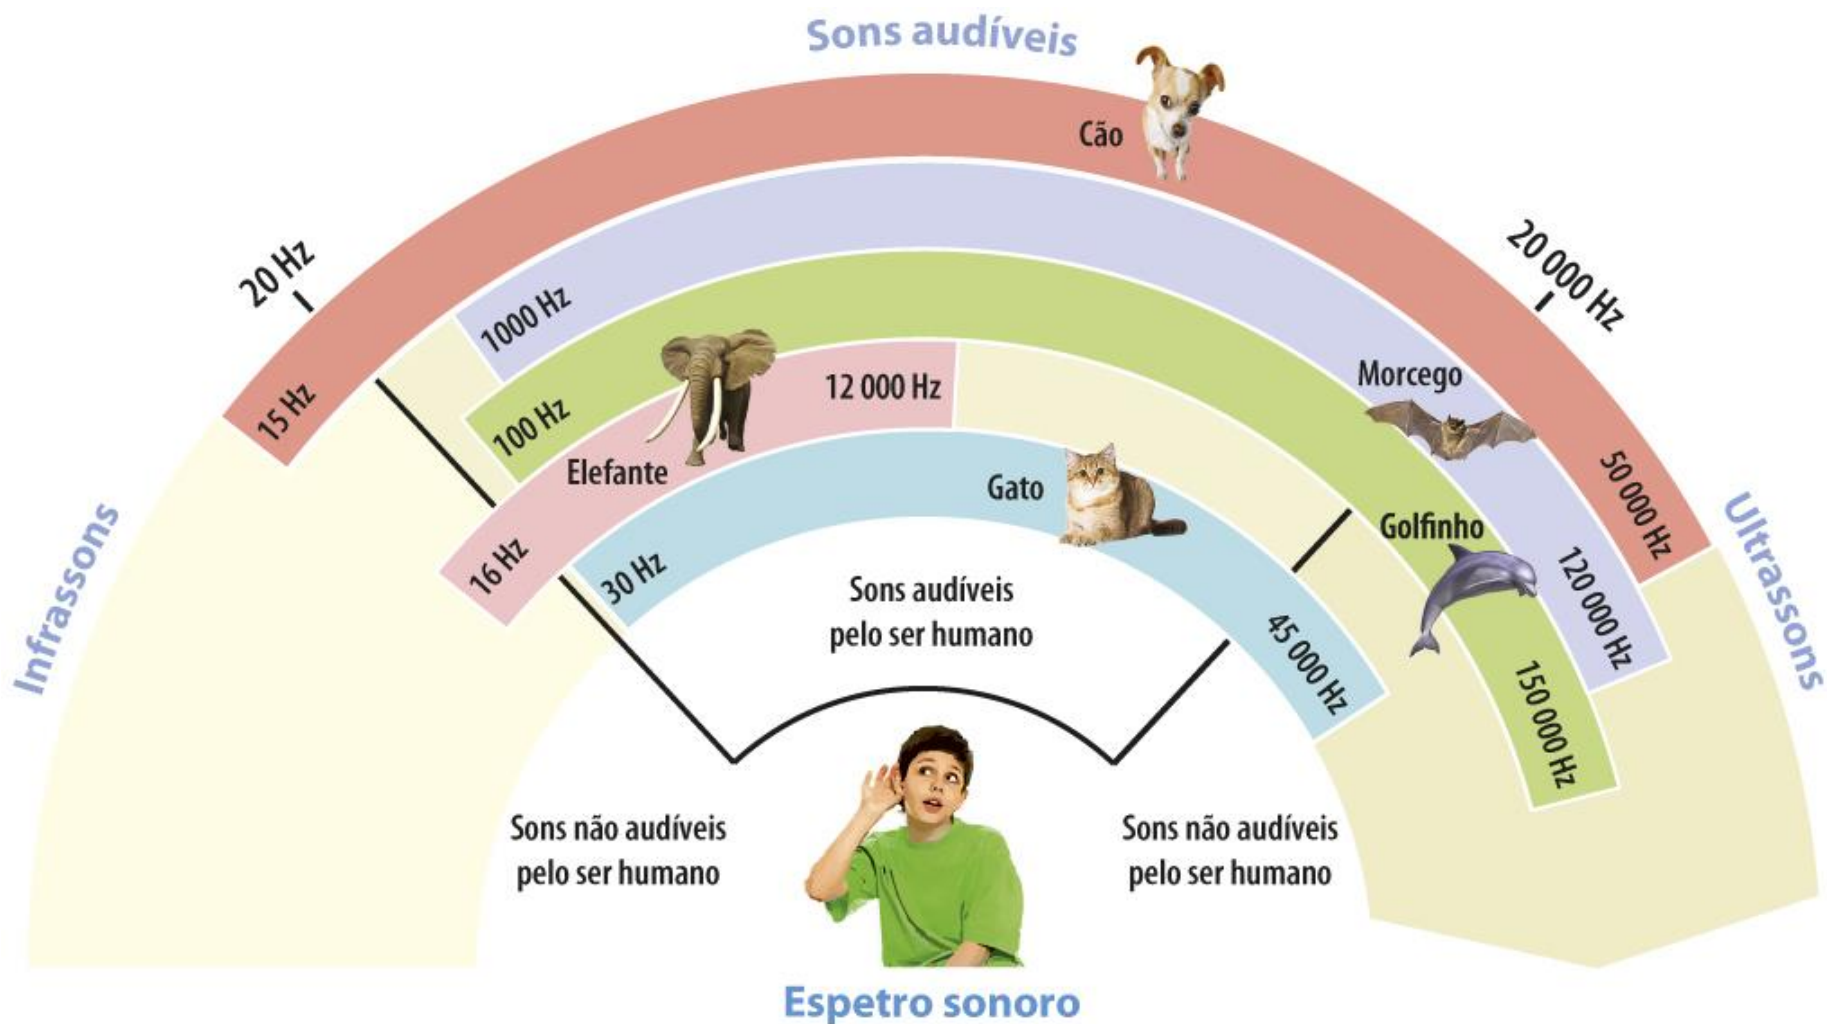 Sons audíveis
Cão
20 Hz
20 000 Hz
15 Hz
50 000 Hz
1000 Hz
Morcego
120 000 Hz
100 Hz
Golfinho
150 000 Hz
Elefante
16 Hz
12 000 Hz
Gato
30 Hz
45 000 Hz
Infrassons
Ultrassons
Sons audíveis
pelo ser humano
Sons não audíveis
pelo ser humano
Sons não audíveis
pelo ser humano
Espetro sonoro